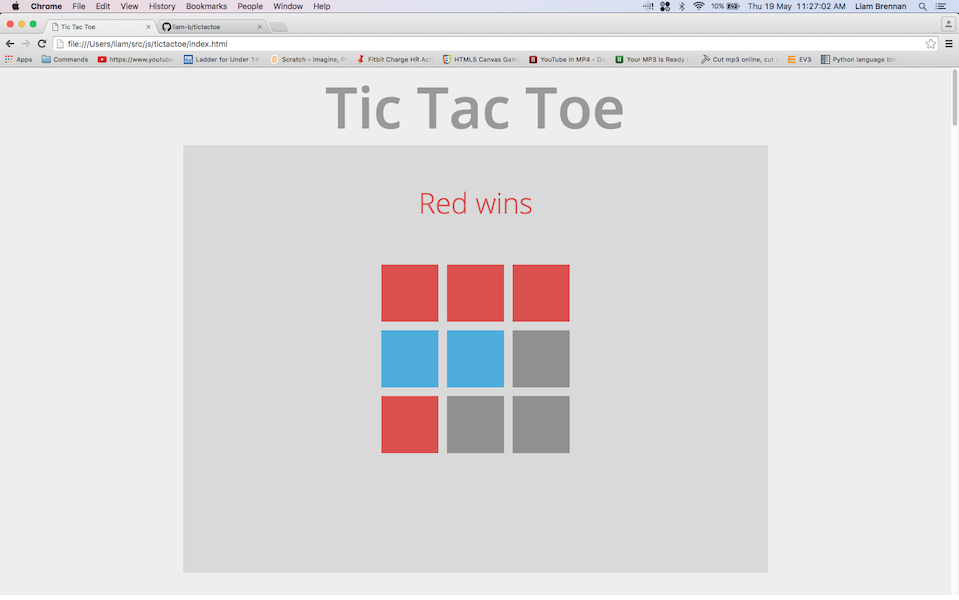 Chrome File Edit View History Bookmarks People Window Help 10% Thu 19 May 11:27:02 AM Liam Brennan
Tic Tac Toe liam-b/tictactoe
file:///Users/liam/src/js/tictactoe/index.html
Apps Commands https://www.youtube Ladder for Under 14 Scratch - Imagine, P Fitbit Charge HR Act HTML5 Canvas Gam YouTube In MP4 - Do Your MP3 Is Ready Cut mp3 online, cut EV3 Python language bin
Tic Tac Toe
Red wins